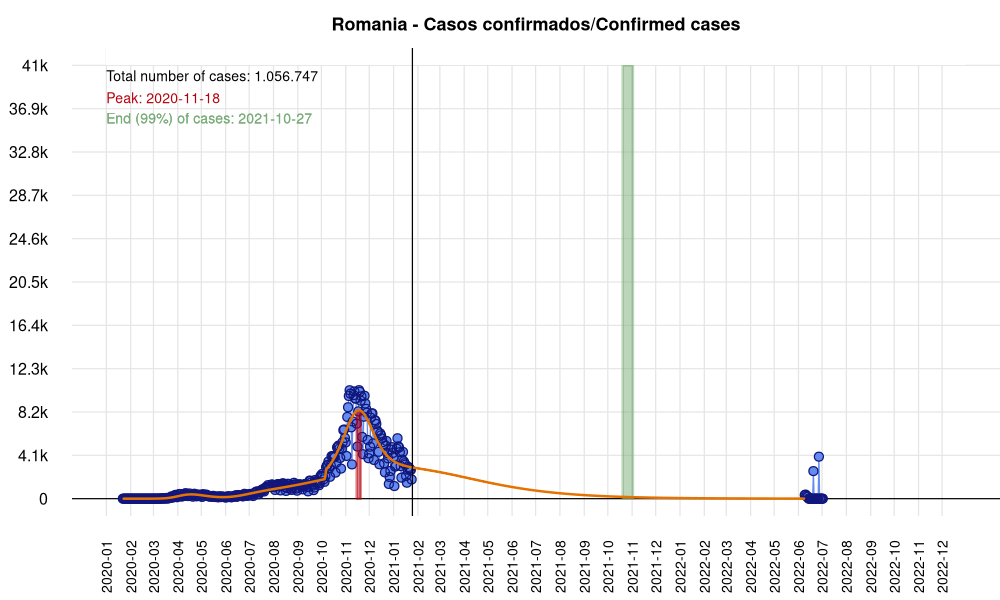 Romania - Casos confirmados/Confirmed cases
Total number of cases: 1.056.747
Peak: 2020-11-18
End (99%) of cases: 2021-10-27
41k
36.9k
32.8k
28.7k
24.6k
20.5k
16.4k
12.3k
8.2k
4.1k
0
2020-01
2020-02
2020-03
2020-04
2020-05
2020-06
2020-07
2020-08
2020-09
2020-10
2020-11
2020-12
2021-01
2021-02
2021-03
2021-04
2021-05
2021-06
2021-07
2021-08
2021-09
2021-10
2021-11
2021-12
2022-01
2022-02
2022-03
2022-04
2022-05
2022-06
2022-07
2022-08
2022-09
2022-10
2022-11
2022-12